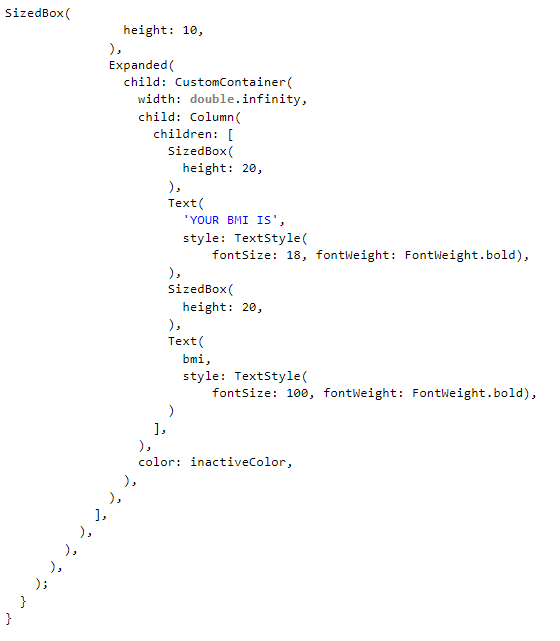 SizedBox(
                height: 10,
              ),
              Expanded(
                child: CustomContainer(
                  width: double.infinity,
                  child: Column(
                    children: [
                      SizedBox(
                        height: 20,
                      ),
                      Text(
                        'YOUR BMI IS',
                        style: TextStyle(
                            fontSize: 18, fontWeight: FontWeight.bold),
                      ),
                      SizedBox(
                        height: 20,
                      ),
                      Text(
                        bmi,
                        style: TextStyle(
                            fontSize: 100, fontWeight: FontWeight.bold),
                      )
                    ],
                  ),
                  color: inactiveColor,
                ),
              ),
            ],
          ),
        ),
      ),
    );
  }
}